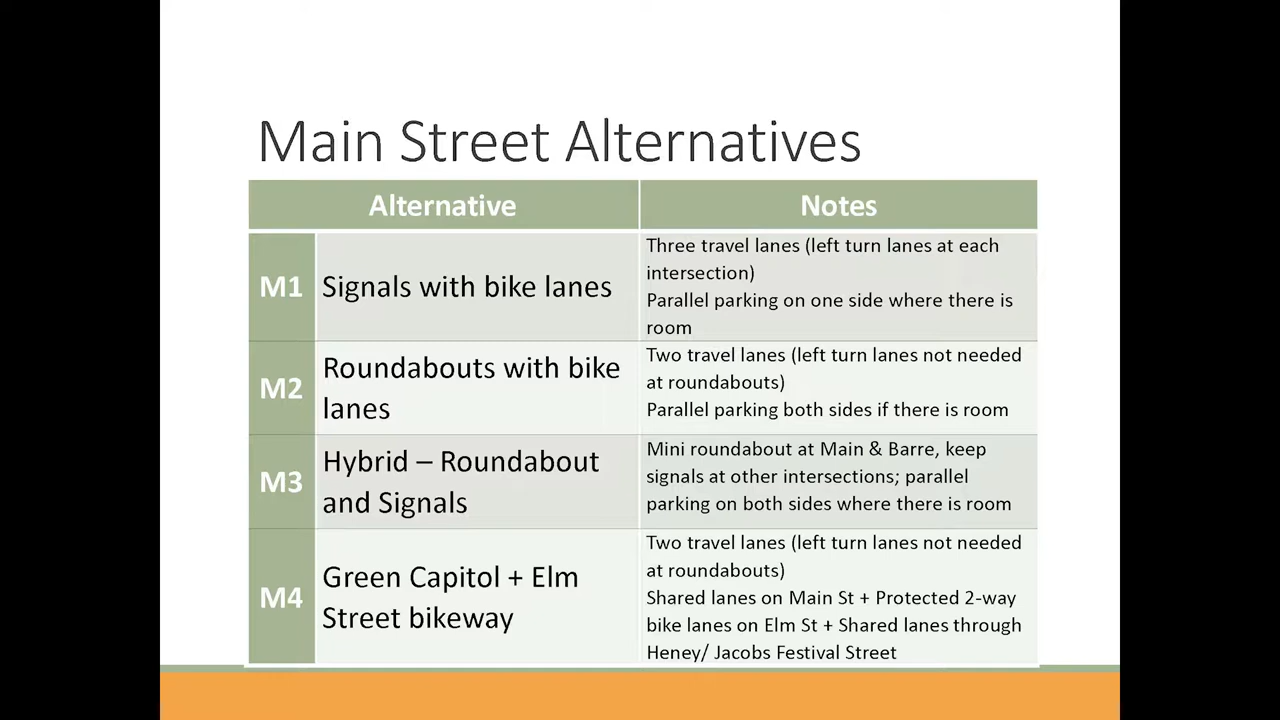 Main Street Alternatives
Alternative
Notes
M1
Signals with bike lanes
Three travel lanes (left turn lanes at each
intersection)
Parallel parking on one side where there is
room
M2
Roundabouts with bike
lanes
Two travel lanes (left turn lanes not needed
at roundabouts)
Parallel parking both sides if there is room
M3
Hybrid – Roundabout
and Signals
Mini roundabout at Main & Barre, keep
signals at other intersections; parallel
parking on both sides where there is room
M4
Green Capitol + Elm
Street bikeway
Two travel lanes (left turn lanes not needed
at roundabouts)
Shared lanes on Main St + Protected 2-way
bike lanes on Elm St + Shared lanes through
Heney/ Jacobs Festival Street